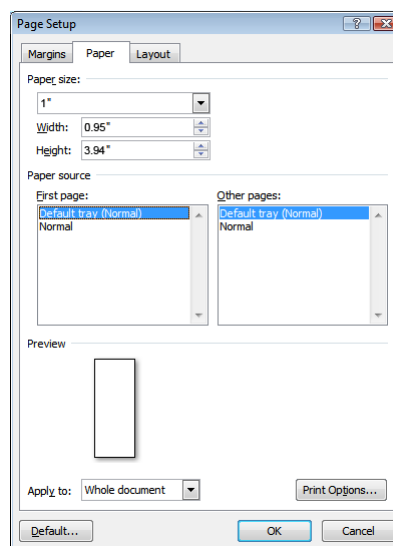 Page Setup
Margins Paper Layout
Paper size:
1"
Width: 0.95"
Height: 3.94"
Paper source
First page: Other pages:
Default tray (Normal) Default tray (Normal)
Normal Normal
Preview
Apply to: Whole document Print Options...
Default... OK Cancel